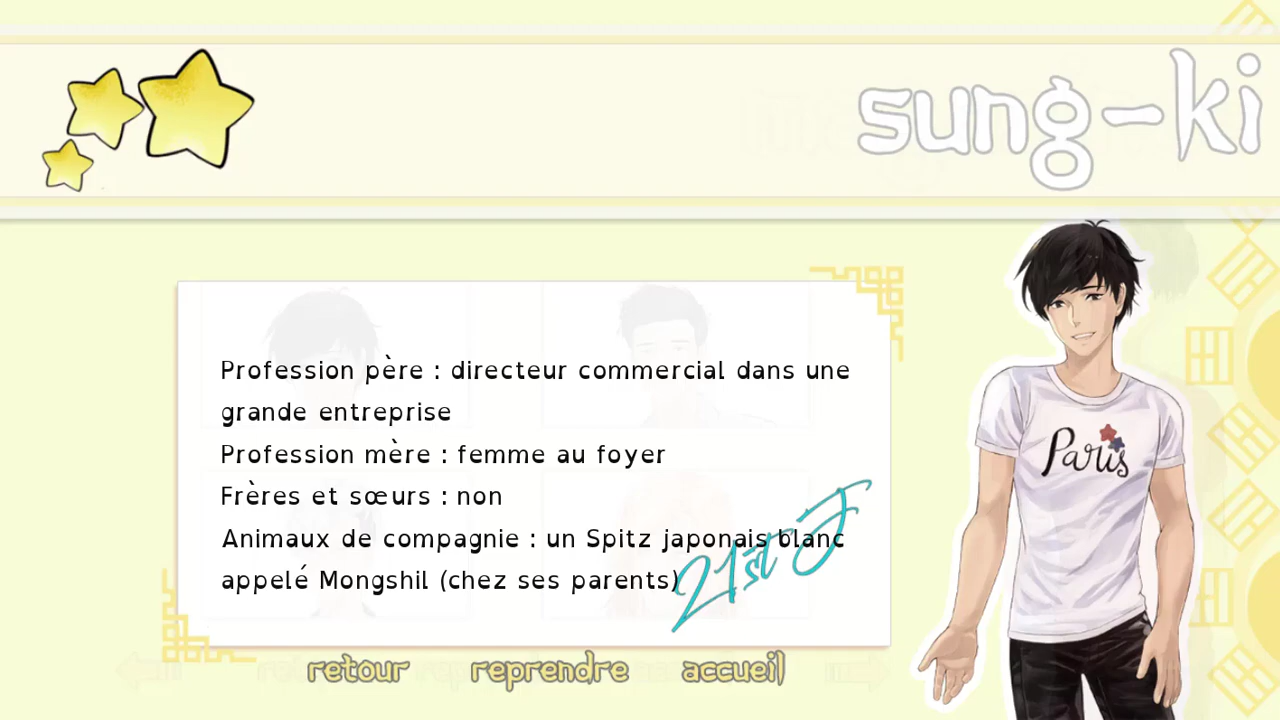 sung-ki
Profession père : directeur commercial dans une
grande entreprise
Profession mère : femme au foyer
Frères et sœurs : non
Animaux de compagnie : un Spitz japonais blanc
appelé Mongshil (chez ses parents)
21st J
Paris
retour reprendre accueil